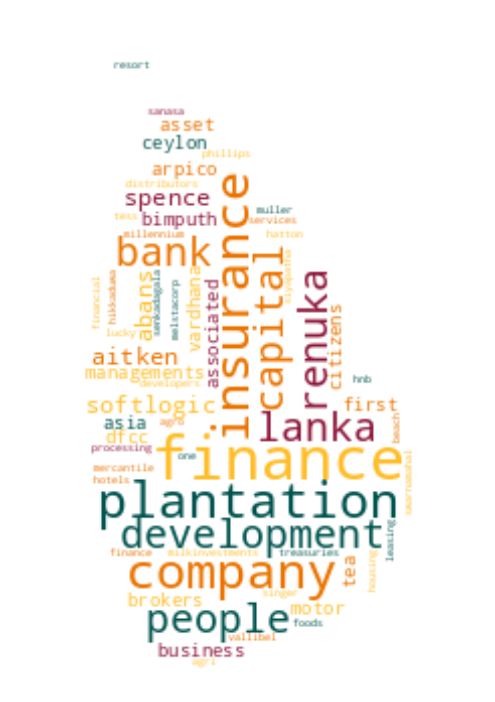 resort
sanasa
asset
ceylon
phillips
arpico
distributors
spence
tess
bimputh
muller
services
millennium
hatton
bank
insurance
capital
siyapatha
renuka
financial
hikkaduwa
abans
senkadagala
melstacorp
vardhana
associated
citizens
lucky
aitken
managements
developers
hnb
softlogic
first
asia
agro
lanka
beach
dfcc
processing
one
finance
mercantile
hotels
swarnamahal
plantation
development
leasing
finance
milkinvestments
treasuries
company
tea
housing
brokers
singer
motor
people
foods
vallibel
business
agri